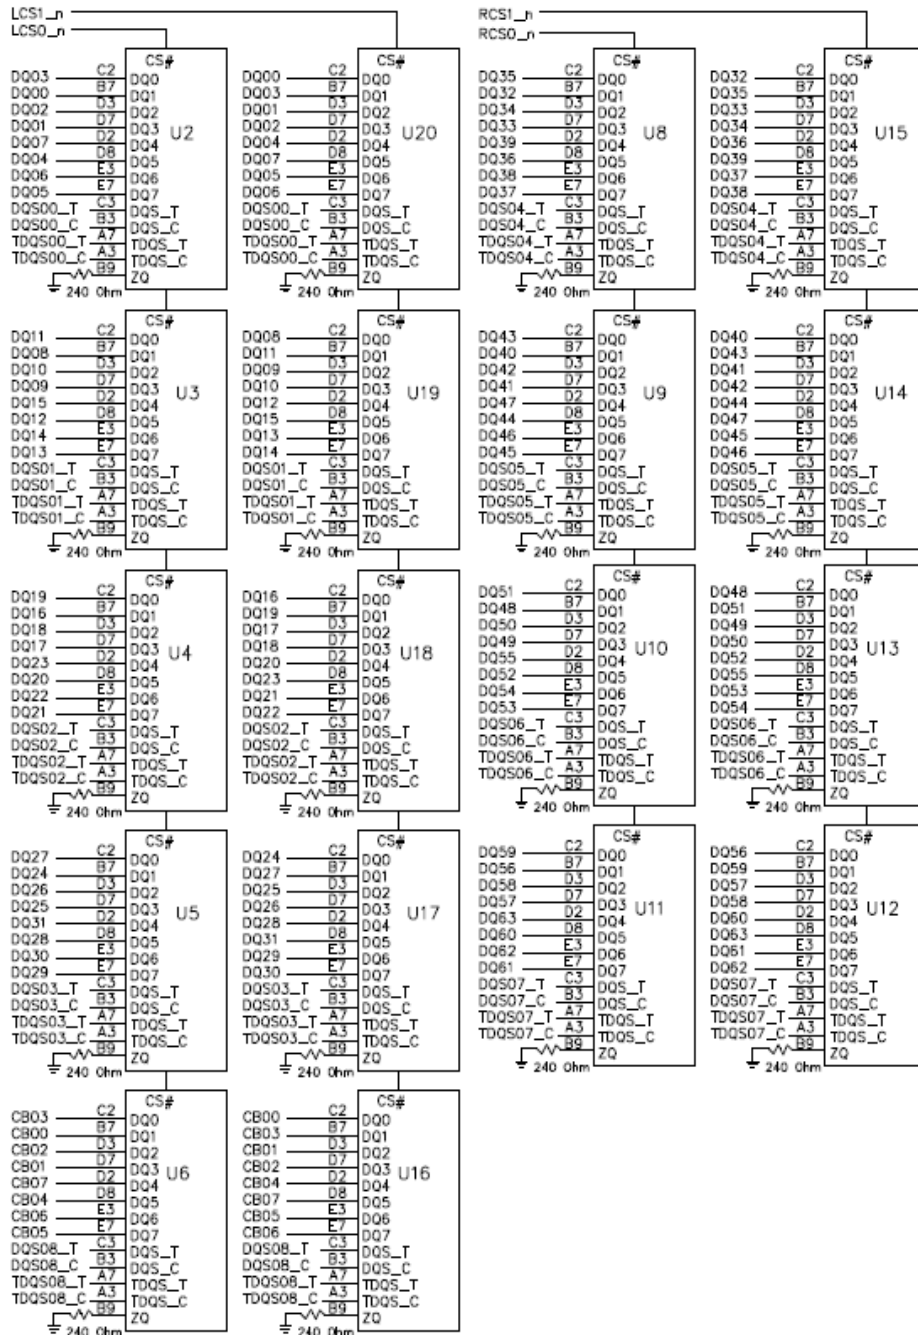 LCS1_n RCS1_n
LCS0_n RCS0_n
CS# CS# CS# CS#
DQ03 C2 DQ0 DQ00 C2 DQ0 DQ35 C2 DQ0 DQ32 C2 DQ0
DQ00 B7 DQ1 DQ03 B7 DQ1 DQ32 B7 DQ1 DQ35 B7 DQ1
DQ02 D3 DQ2 DQ01 D3 DQ2 DQ34 D3 DQ2 DQ33 D3 DQ2
DQ01 D7 DQ3 U2 DQ02 D7 DQ3 U20 DQ33 D7 DQ3 U8 DQ34 D7 DQ3 U15
DQ07 D2 DQ4 DQ04 D2 DQ4 DQ39 D2 DQ4 DQ36 D2 DQ4
DQ04 D8 DQ5 DQ07 D8 DQ5 DQ36 D8 DQ5 DQ39 D8 DQ5
DQ06 E3 DQ6 DQ05 E3 DQ6 DQ38 E3 DQ6 DQ37 E3 DQ6
DQ05 E7 DQ7 DQ06 E7 DQ7 DQ37 E7 DQ7 DQ38 E7 DQ7
DQS00_T C3 DQS_T DQS00_T C3 DQS_T DQS04_T C3 DQS_T DQS04_T C3 DQS_T
DQS00_C B3 DQS_C DQS00_C B3 DQS_C DQS04_C B3 DQS_C DQS04_C B3 DQS_C
TDQS00_T A7 TDQS_T TDQS00_T A7 TDQS_T TDQS04_T A7 TDQS_T TDQS04_T A7 TDQS_T
TDQS00_C A3 TDQS_C TDQS00_C A3 TDQS_C TDQS04_C A3 TDQS_C TDQS04_C A3 TDQS_C
B9 ZQ B9 ZQ B9 ZQ B9 ZQ
240 Ohm 240 Ohm 240 Ohm 240 Ohm
CS# CS# CS# CS#
DQ11 C2 DQ0 DQ08 C2 DQ0 DQ43 C2 DQ0 DQ40 C2 DQ0
DQ08 B7 DQ1 DQ11 B7 DQ1 DQ40 B7 DQ1 DQ43 B7 DQ1
DQ10 D3 DQ2 DQ09 D3 DQ2 DQ42 D3 DQ2 DQ41 D3 DQ2
DQ09 D7 DQ3 U3 DQ10 D7 DQ3 U19 DQ41 D7 DQ3 U9 DQ42 D7 DQ3 U14
DQ15 D2 DQ4 DQ12 D2 DQ4 DQ47 D2 DQ4 DQ44 D2 DQ4
DQ12 D8 DQ5 DQ15 D8 DQ5 DQ44 D8 DQ5 DQ47 D8 DQ5
DQ14 E3 DQ6 DQ13 E3 DQ6 DQ46 E3 DQ6 DQ45 E3 DQ6
DQ13 E7 DQ7 DQ14 E7 DQ7 DQ45 E7 DQ7 DQ46 E7 DQ7
DQS01_T C3 DQS_T DQS01_T C3 DQS_T DQS05_T C3 DQS_T DQS05_T C3 DQS_T
DQS01_C B3 DQS_C DQS01_C B3 DQS_C DQS05_C B3 DQS_C DQS05_C B3 DQS_C
TDQS01_T A7 TDQS_T TDQS01_T A7 TDQS_T TDQS05_T A7 TDQS_T TDQS05_T A7 TDQS_T
TDQS01_C A3 TDQS_C TDQS01_C A3 TDQS_C TDQS05_C A3 TDQS_C TDQS05_C A3 TDQS_C
B9 ZQ B9 ZQ B9 ZQ B9 ZQ
240 Ohm 240 Ohm 240 Ohm 240 Ohm
CS# CS# CS# CS#
DQ19 C2 DQ0 DQ16 C2 DQ0 DQ51 C2 DQ0 DQ48 C2 DQ0
DQ16 B7 DQ1 DQ19 B7 DQ1 DQ48 B7 DQ1 DQ51 B7 DQ1
DQ18 D3 DQ2 DQ17 D3 DQ2 DQ50 D3 DQ2 DQ49 D3 DQ2
DQ17 D7 DQ3 U4 DQ18 D7 DQ3 U18 DQ49 D7 DQ3 U10 DQ50 D7 DQ3 U13
DQ23 D2 DQ4 DQ20 D2 DQ4 DQ55 D2 DQ4 DQ52 D2 DQ4
DQ20 D8 DQ5 DQ23 D8 DQ5 DQ52 D8 DQ5 DQ55 D8 DQ5
DQ22 E3 DQ6 DQ21 E3 DQ6 DQ54 E3 DQ6 DQ53 E3 DQ6
DQ21 E7 DQ7 DQ22 E7 DQ7 DQ53 E7 DQ7 DQ54 E7 DQ7
DQS02_T C3 DQS_T DQS02_T C3 DQS_T DQS06_T C3 DQS_T DQS06_T C3 DQS_T
DQS02_C B3 DQS_C DQS02_C B3 DQS_C DQS06_C B3 DQS_C DQS06_C B3 DQS_C
TDQS02_T A7 TDQS_T TDQS02_T A7 TDQS_T TDQS06_T A7 TDQS_T TDQS06_T A7 TDQS_T
TDQS02_C A3 TDQS_C TDQS02_C A3 TDQS_C TDQS06_C A3 TDQS_C TDQS06_C A3 TDQS_C
B9 ZQ B9 ZQ B9 ZQ B9 ZQ
240 Ohm 240 Ohm 240 Ohm 240 Ohm
CS# CS# CS# CS#
DQ27 C2 DQ0 DQ24 C2 DQ0 DQ59 C2 DQ0 DQ56 C2 DQ0
DQ24 B7 DQ1 DQ27 B7 DQ1 DQ56 B7 DQ1 DQ59 B7 DQ1
DQ26 D3 DQ2 DQ25 D3 DQ2 DQ58 D3 DQ2 DQ57 D3 DQ2
DQ25 D7 DQ3 U5 DQ26 D7 DQ3 U17 DQ57 D7 DQ3 U11 DQ58 D7 DQ3 U12
DQ31 D2 DQ4 DQ28 D2 DQ4 DQ63 D2 DQ4 DQ60 D2 DQ4
DQ28 D8 DQ5 DQ31 D8 DQ5 DQ60 D8 DQ5 DQ63 D8 DQ5
DQ30 E3 DQ6 DQ29 E3 DQ6 DQ62 E3 DQ6 DQ61 E3 DQ6
DQ29 E7 DQ7 DQ30 E7 DQ7 DQ61 E7 DQ7 DQ62 E7 DQ7
DQS03_T C3 DQS_T DQS03_T C3 DQS_T DQS07_T C3 DQS_T DQS07_T C3 DQS_T
DQS03_C B3 DQS_C DQS03_C B3 DQS_C DQS07_C B3 DQS_C DQS07_C B3 DQS_C
TDQS03_T A7 TDQS_T TDQS03_T A7 TDQS_T TDQS07_T A7 TDQS_T TDQS07_T A7 TDQS_T
TDQS03_C A3 TDQS_C TDQS03_C A3 TDQS_C TDQS07_C A3 TDQS_C TDQS07_C A3 TDQS_C
B9 ZQ B9 ZQ B9 ZQ B9 ZQ
240 Ohm 240 Ohm 240 Ohm 240 Ohm
CS# CS#
CB03 C2 DQ0 CB00 C2 DQ0
CB00 B7 DQ1 CB03 B7 DQ1
CB02 D3 DQ2 CB01 D3 DQ2
CB01 D7 DQ3 U6 CB02 D7 DQ3 U16
CB07 D2 DQ4 CB04 D2 DQ4
CB04 D8 DQ5 CB07 D8 DQ5
CB06 E3 DQ6 CB05 E3 DQ6
CB05 E7 DQ7 CB06 E7 DQ7
DQS08_T C3 DQS_T DQS08_T C3 DQS_T
DQS08_C B3 DQS_C DQS08_C B3 DQS_C
TDQS08_T A7 TDQS_T TDQS08_T A7 TDQS_T
TDQS08_C A3 TDQS_C TDQS08_C A3 TDQS_C
B9 ZQ B9 ZQ
240 Ohm 240 Ohm